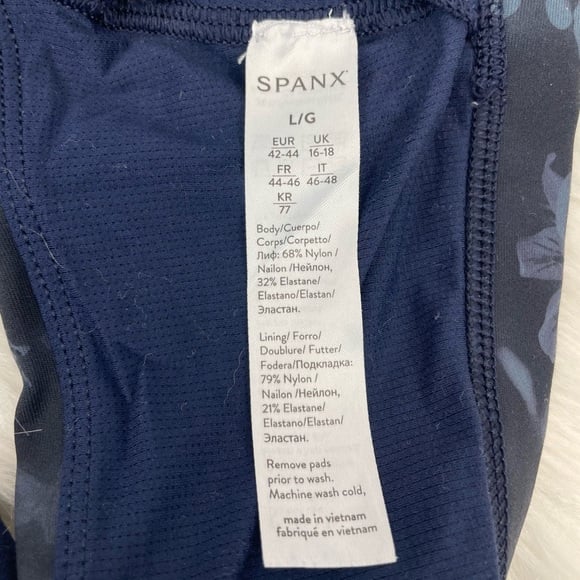 SPANX
L/G
EUR UK
42-44 16-18
FR IT
44-46 46-48
KR
77
Body/Cuerpo/
Corps/Corpetto/
Лиф: 68% Nylon/
Nailon /Нейлон,
32% Elastane/
Elastano/Elastan/
Эластан.
Lining/ Forro/
Doublure/ Futter/
Fodera/Подкладка:
79% Nylon /
Nailon /Нейлон,
21% Elastane/
Elastano/Elastan/
Эластан.
Remove pads
prior to wash.
Machine wash cold,
made in vietnam
fabriqué en vietnam